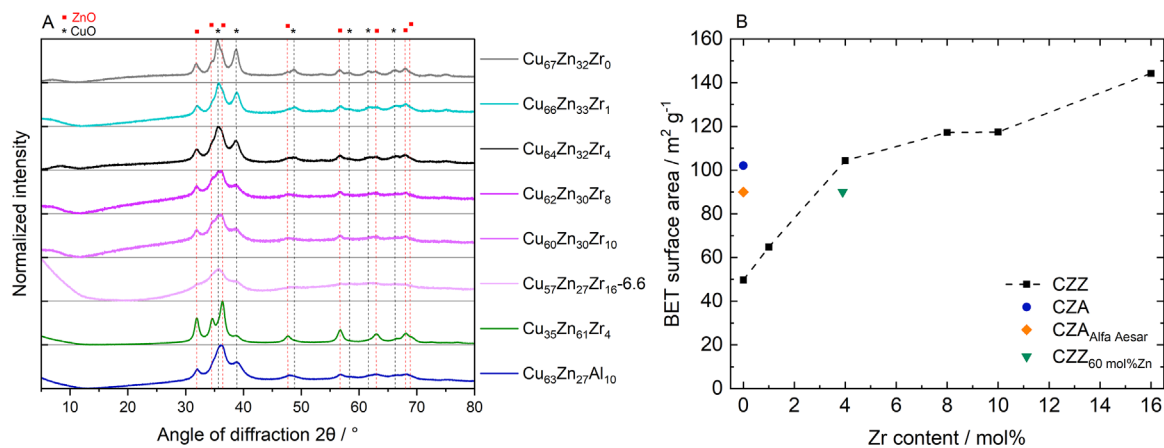 A
■ ZnO
* CuO
Normalized intensity
Cu67Zn32Zr0
Cu66Zn33Zr1
Cu64Zn32Zr4
Cu62Zn30Zr8
Cu60Zn30Zr10
Cu57Zn27Zr16-6.6
Cu35Zn61Zr4
Cu63Zn27Al10
10 20 30 40 50 60 70 80
Angle of diffraction 2θ / °
B
BET surface area / m² g⁻¹
160
140
120
100
80
60
40
20
0
CZZ
CZA
CZAAlfa Aesar
CZZ60 mol%Zn
0 2 4 6 8 10 12 14 16
Zr content / mol%